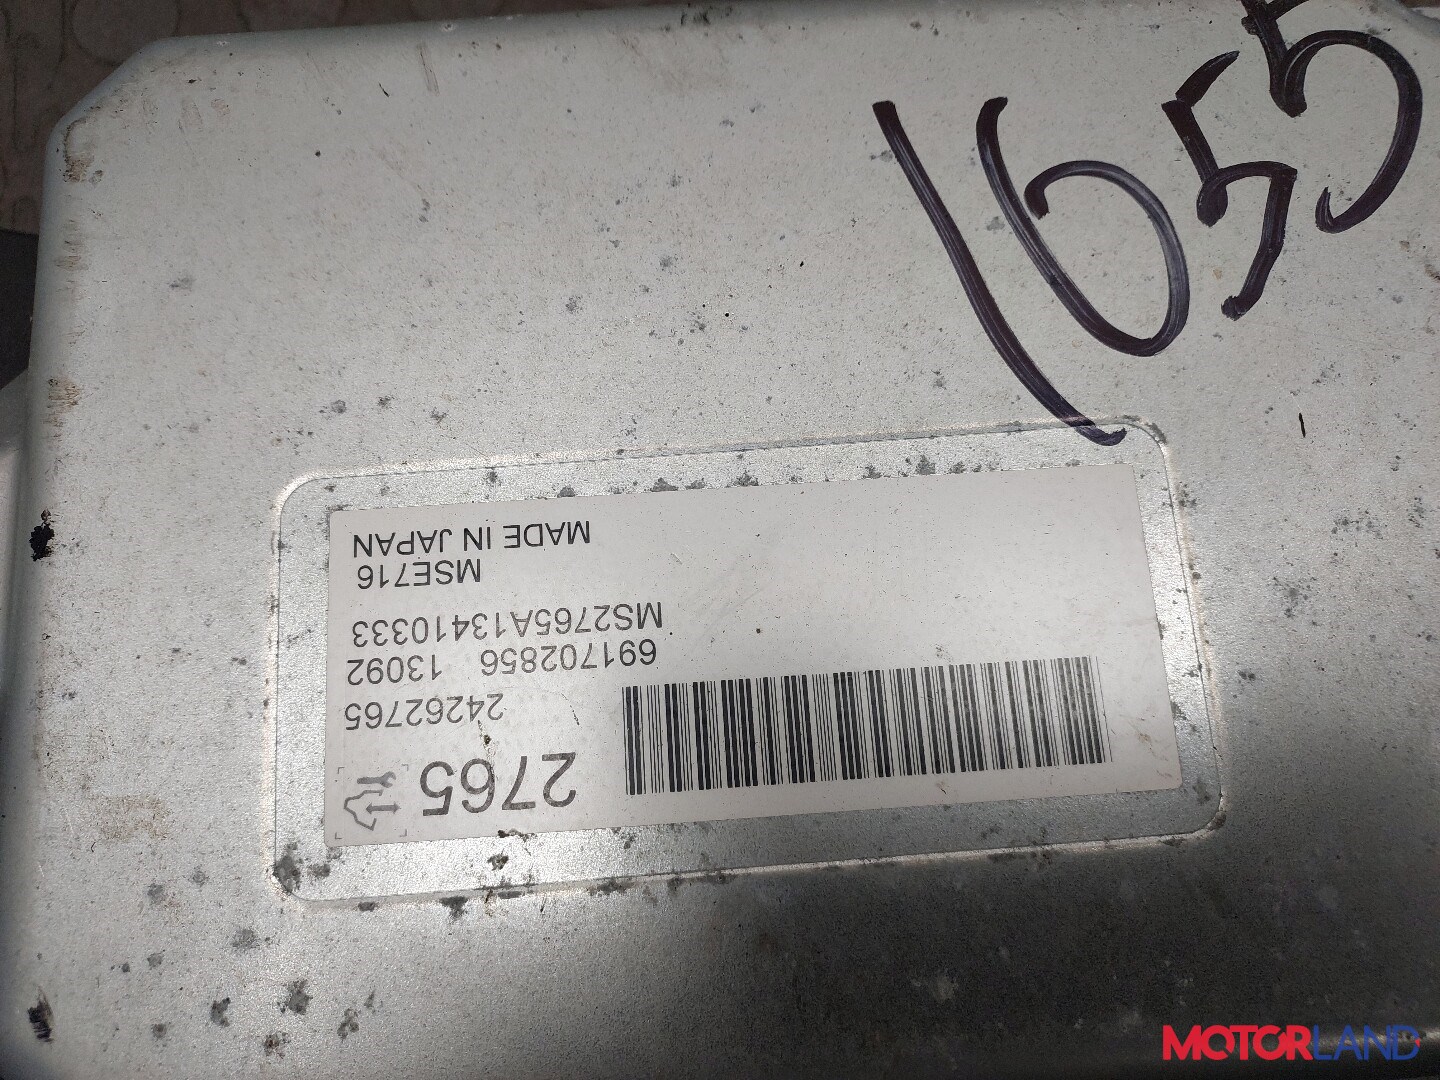 1655
2765
24262765
691702856 13092
MS2765A13410333
MSE716
MADE IN JAPAN
MOTORLAND